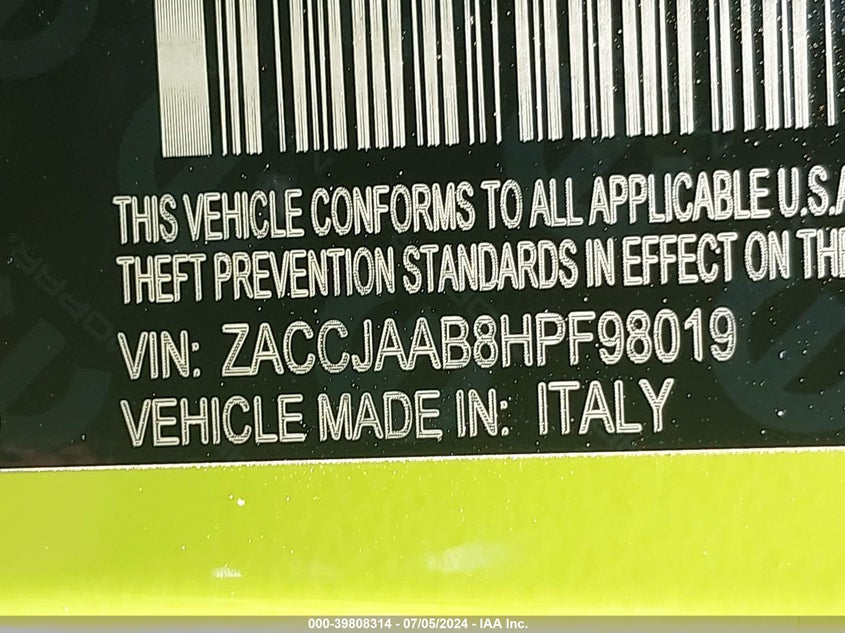 THIS VEHICLE CONFORMS TO ALL APPLICABLE U.S.A
THEFT PREVENTION STANDARDS IN EFFECT ON THE
VIN: ZACCJAAB8HPF98019
VEHICLE MADE IN: ITALY
000-39808314 - 07/05/2024 - IAA Inc.